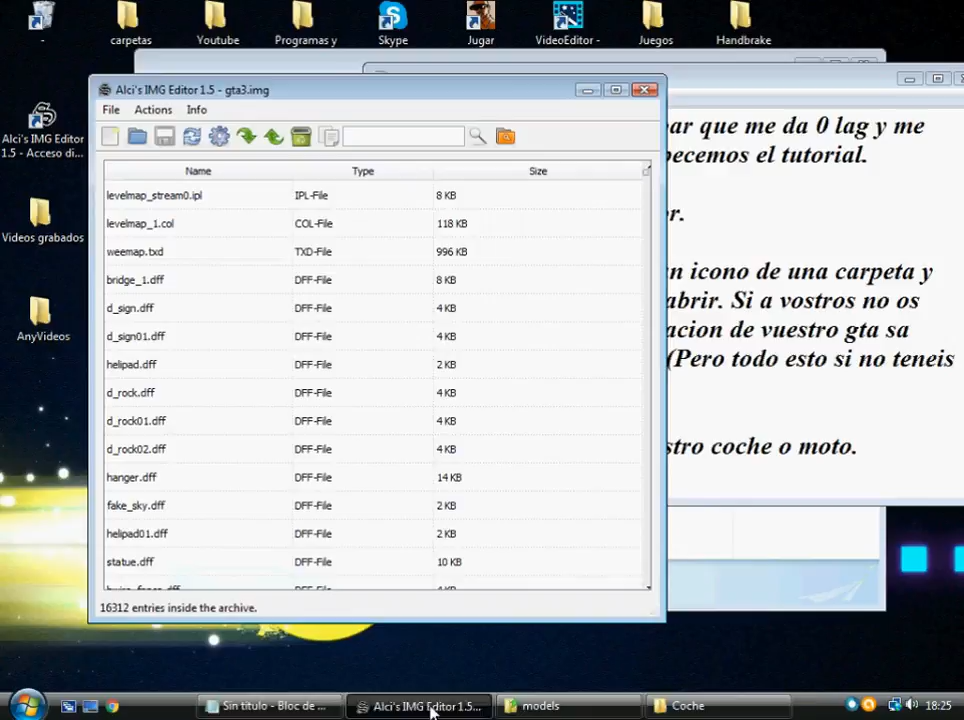 -
carpetas
Youtube
Programas y
Skype
Jugar
VideoEditor -
Juegos
Handbrake
Alci's IMG Editor
1.5 - Acceso di...
Videos grabados
AnyVideos
Alci's IMG Editor 1.5 - gta3.img
File Actions Info
Name Type Size
levelmap_stream0.ipl IPL-File 8 KB
levelmap_1.col COL-File 118 KB
weemap.txd TXD-File 996 KB
bridge_1.dff DFF-File 8 KB
d_sign.dff DFF-File 4 KB
d_sign01.dff DFF-File 4 KB
helipad.dff DFF-File 2 KB
d_rock.dff DFF-File 4 KB
d_rock01.dff DFF-File 4 KB
d_rock02.dff DFF-File 4 KB
hanger.dff DFF-File 14 KB
fake_sky.dff DFF-File 2 KB
helipad01.dff DFF-File 2 KB
statue.dff DFF-File 10 KB
16312 entries inside the archive.
ar que me da 0 lag y me
pecemos el tutorial.
r.
n icono de una carpeta y
abrir. Si a vostros no os
acion de vuestro gta sa
(Pero todo esto si no teneis
stro coche o moto.
Sin título - Bloc de ...
Alci's IMG Editor 1.5...
models
Coche
18:25